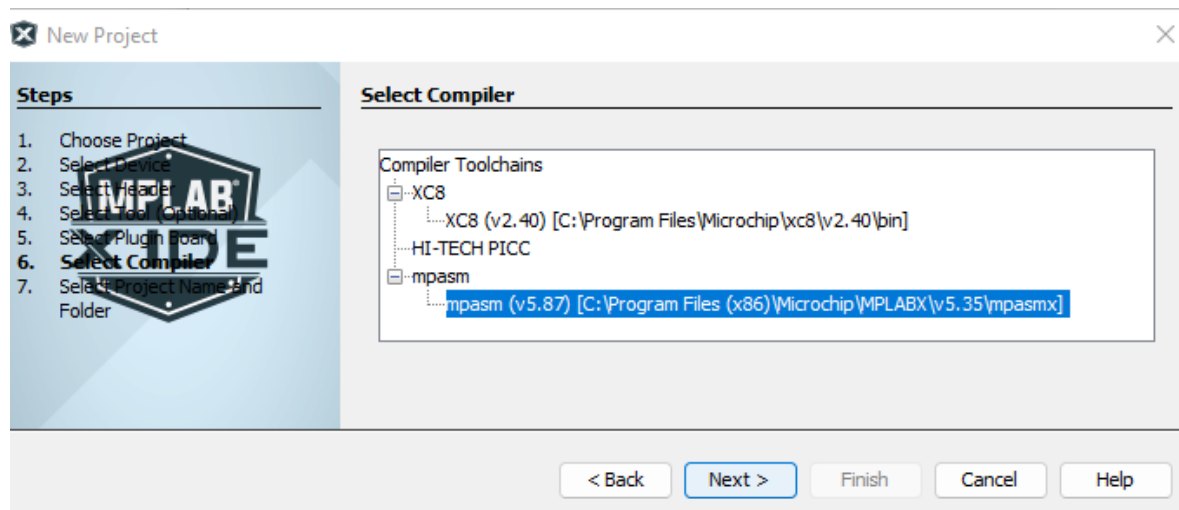 New Project
Steps
1. Choose Project
2. Select Device
3. Select Header
4. Select Tool (Optional)
5. Select Plugin Board
6. Select Compiler
7. Select Project Name and
Folder
MPLAB
X IDE
Select Compiler
Compiler Toolchains
XC8
XC8 (v2.40) [C:\Program Files\Microchip\xc8\v2.40\bin]
HI-TECH PICC
mpasm
mpasm (v5.87) [C:\Program Files (x86)\Microchip\MPLABX\v5.35\mpasmx]
< Back
Next >
Finish
Cancel
Help